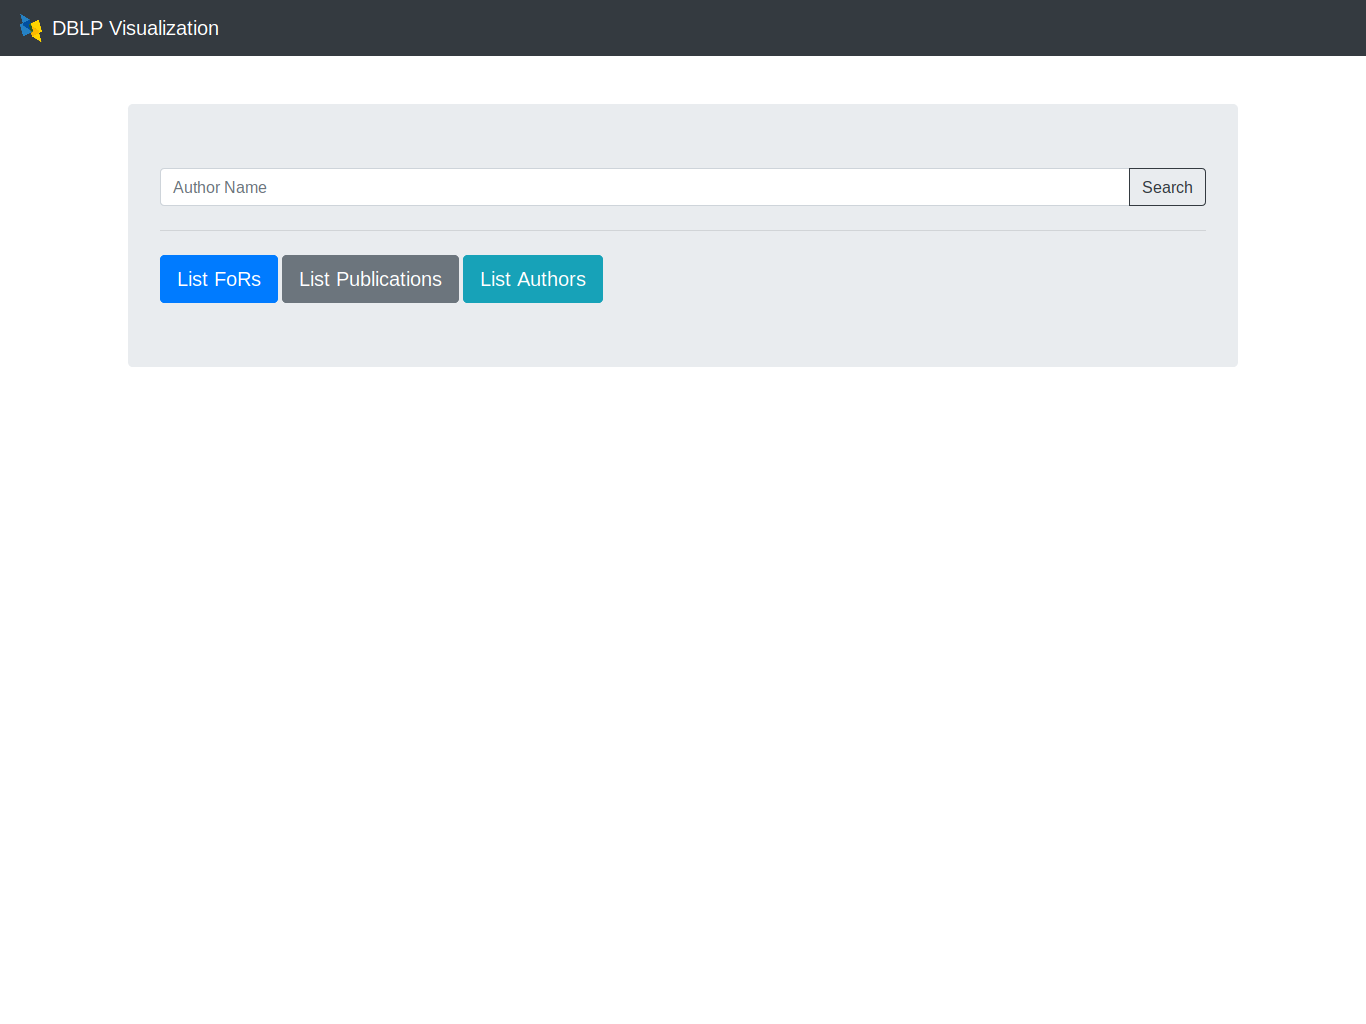 DBLP Visualization
Author Name
Search
List FoRs
List Publications
List Authors